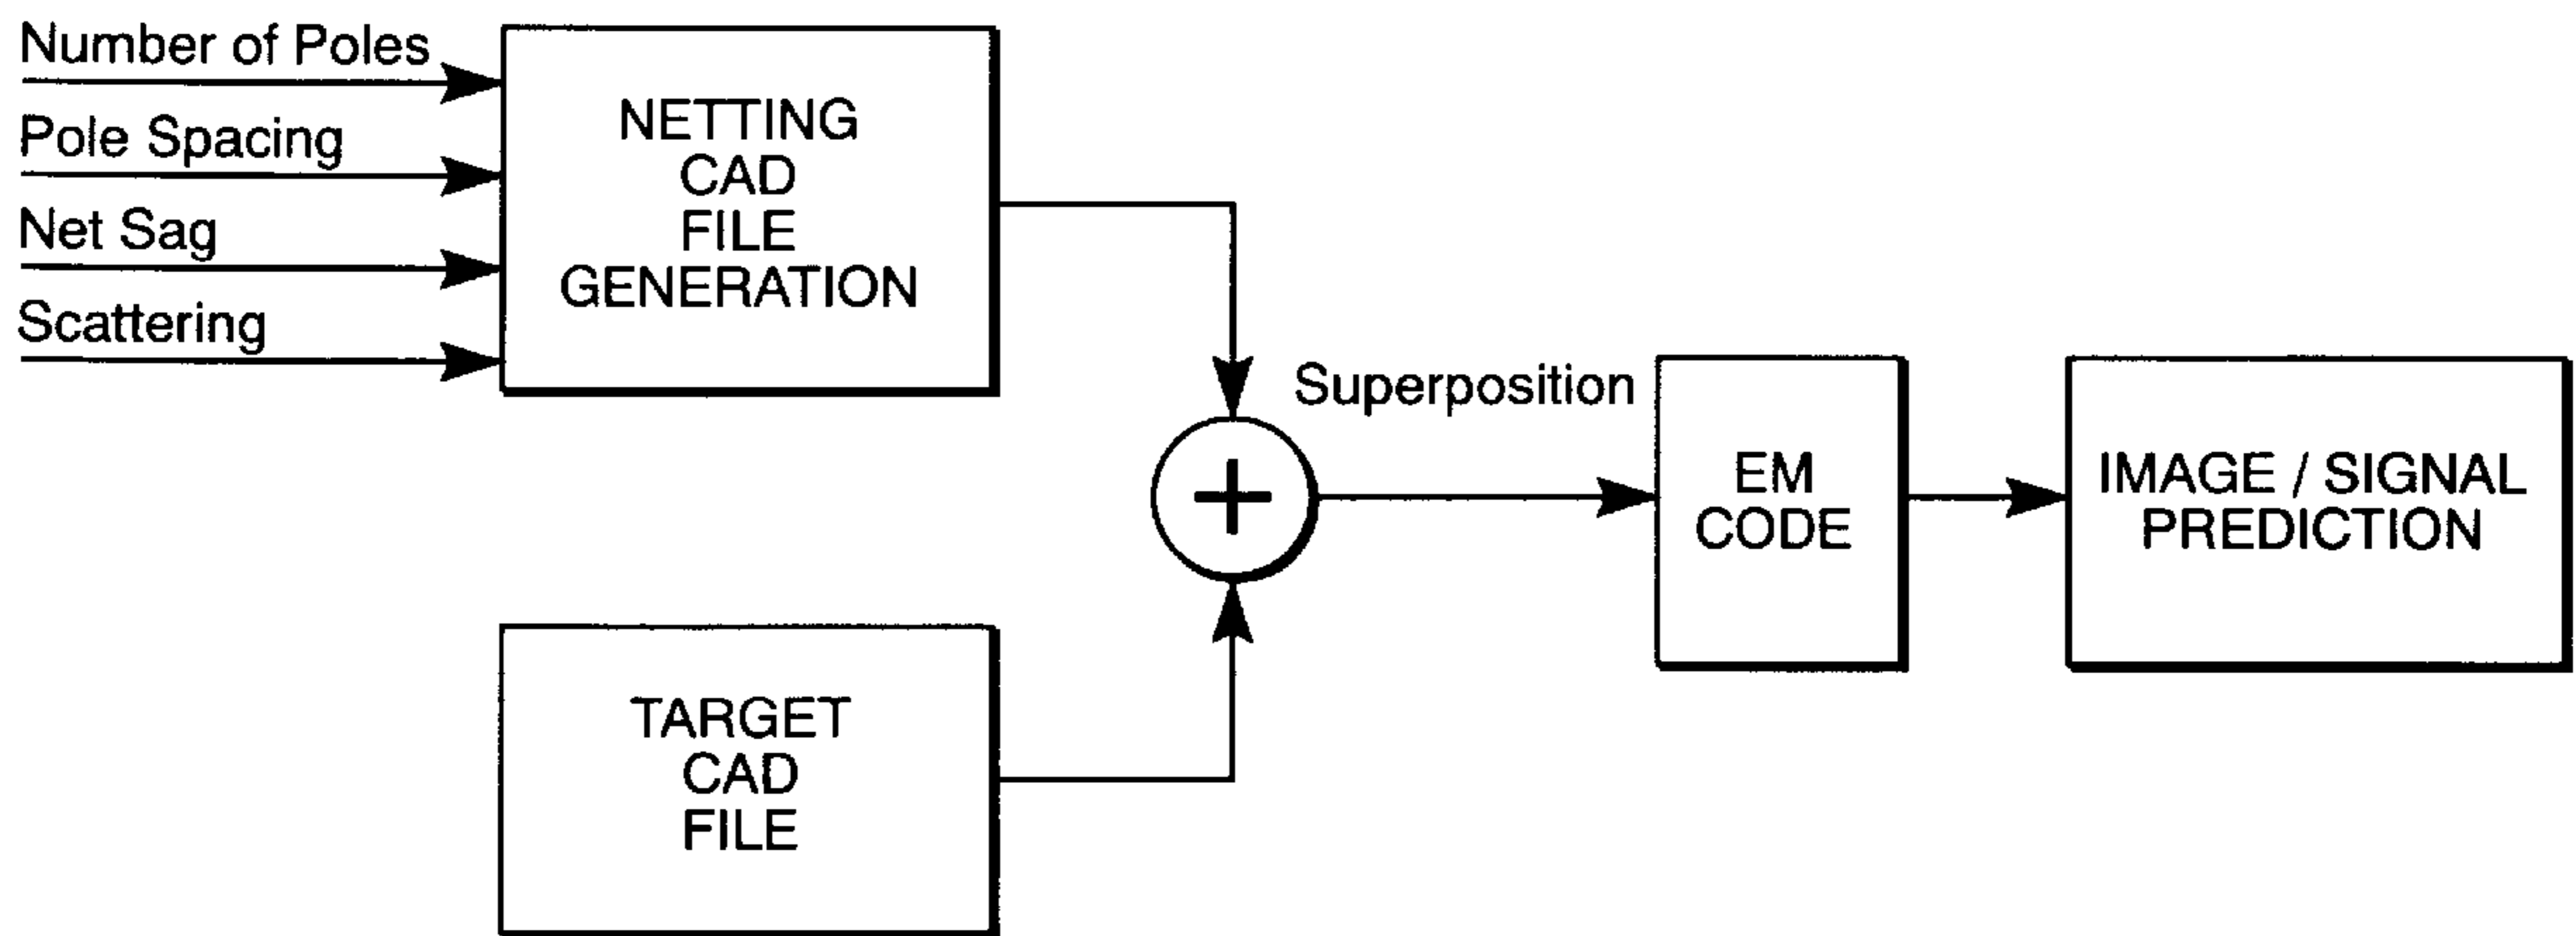 Number of Poles
Pole Spacing
Net Sag
Scattering
NETTING
CAD
FILE
GENERATION
Superposition
+
EM
CODE
IMAGE / SIGNAL
PREDICTION
TARGET
CAD
FILE